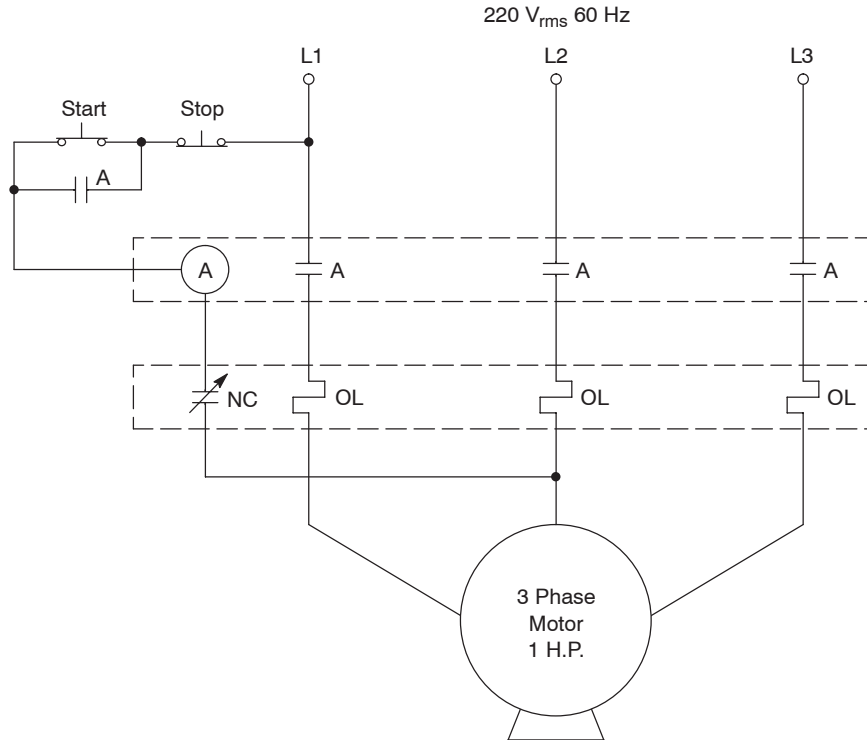 220 Vrms 60 Hz
L1 L2 L3
Start Stop
A
A A A A
NC OL OL OL
3 Phase
Motor
1 H.P.